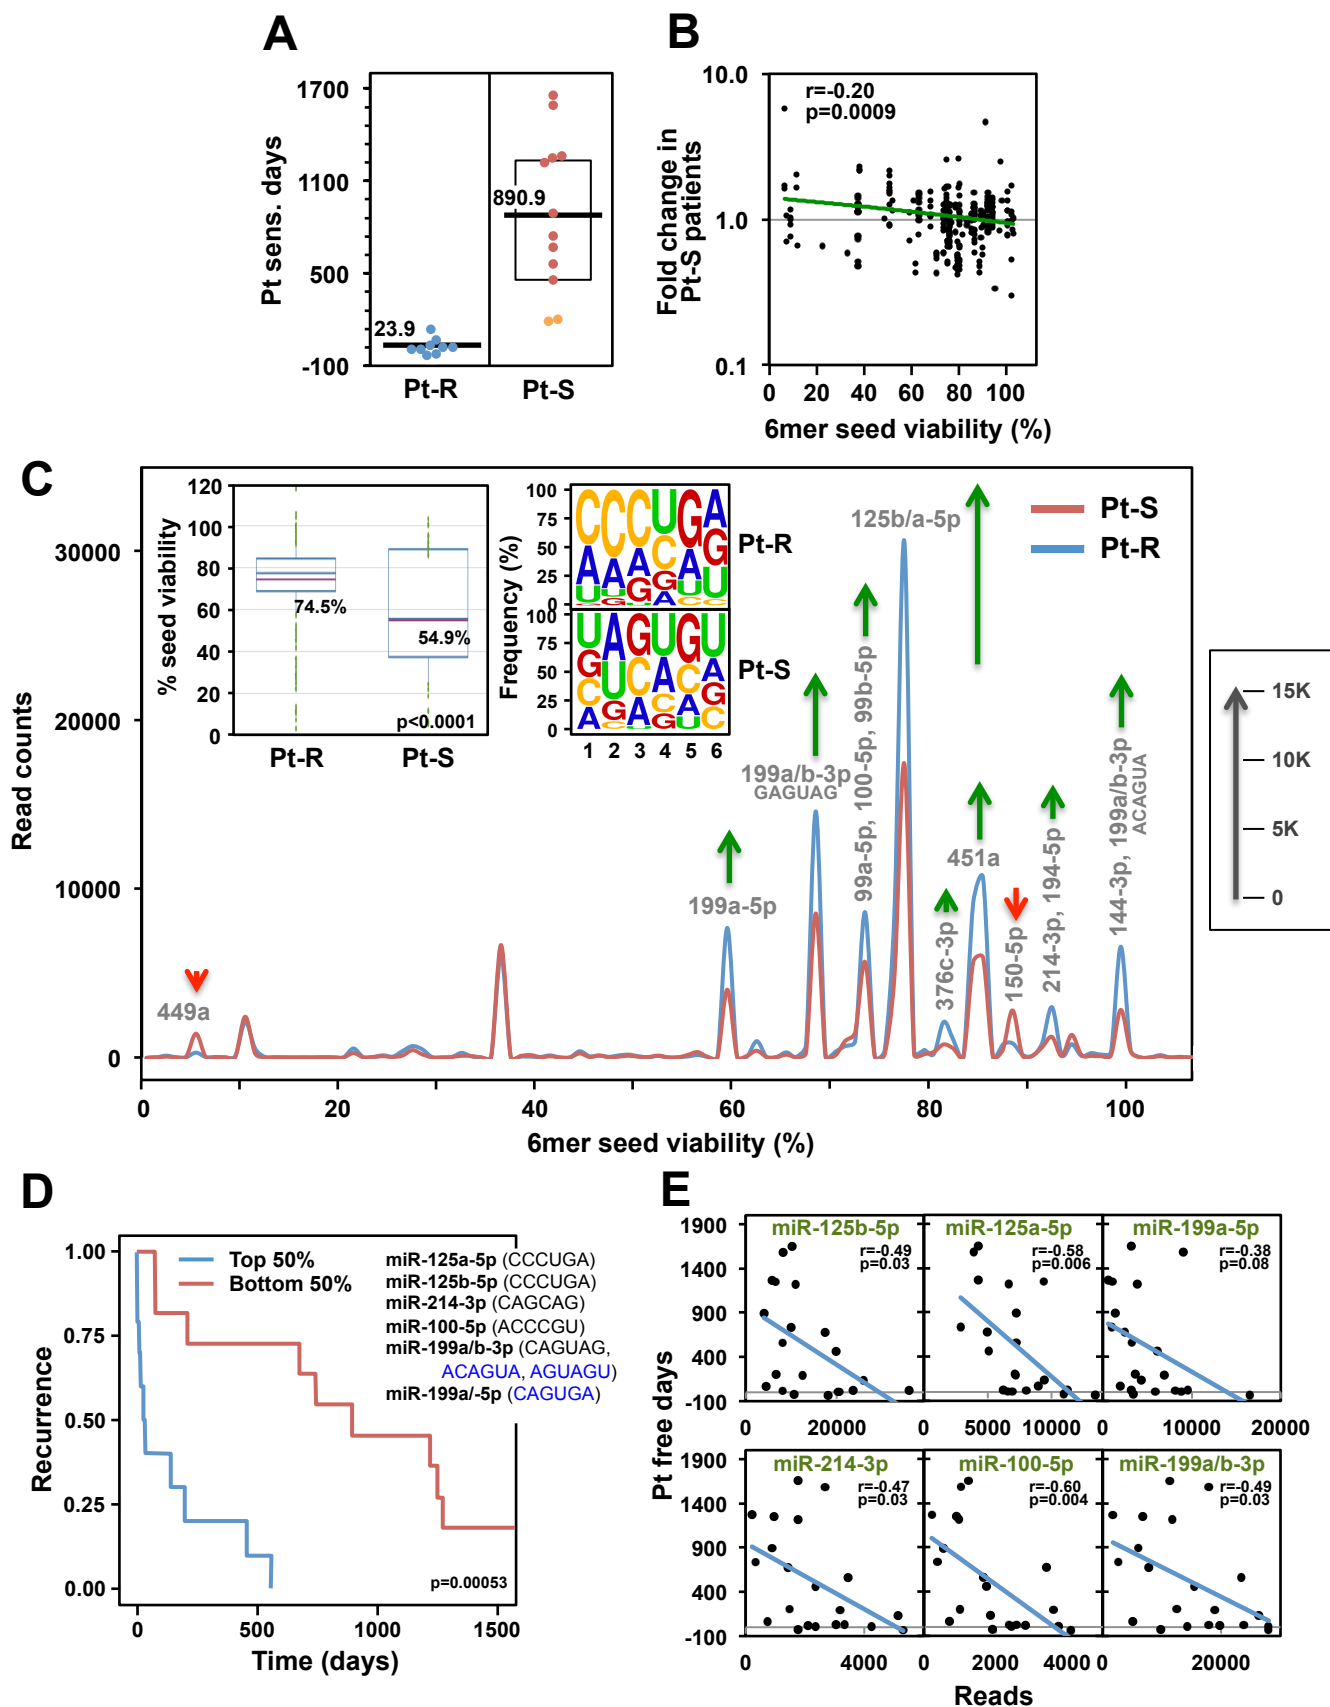 A
Pt sens. days
1700
1100
500
-100
23.9
890.9
Pt-R
Pt-S
B
Fold change in
Pt-S patients
10.0
1.0
0.1
r=-0.20
p=0.0009
0 20 40 60 80 100
6mer seed viability (%)
C
Read counts
30000
20000
10000
0
0 20 40 60 80 100
6mer seed viability (%)
% seed viability
120
100
80
60
40
20
0
74.5%
54.9%
p<0.0001
Pt-R
Pt-S
Frequency (%)
100
75
50
25
0
Pt-R
100
75
50
25
0
Pt-S
1 2 3 4 5 6
Pt-S
Pt-R
449a
199a-5p
199a/b-3p
GAGUAG
99a-5p, 100-5p, 99b-5p
125b/a-5p
376c-3p
451a
150-5p
214-3p, 194-5p
144-3p, 199a/b-3p
ACAGUA
15K
10K
5K
0
D
Recurrence
1.00
0.75
0.50
0.25
0.00
Top 50%
Bottom 50%
miR-125a-5p (CCCUGA)
miR-125b-5p (CCCUGA)
miR-214-3p (CAGCAG)
miR-100-5p (ACCCGU)
miR-199a/b-3p (CAGUAG,
ACAGUA, AGUAGU)
miR-199a/-5p (CAGUGA)
p=0.00053
0 500 1000 1500
Time (days)
E
Pt free days
1900
1400
900
400
-100
miR-125b-5p
r=-0.49
p=0.03
0 20000
miR-125a-5p
r=-0.58
p=0.006
5000 10000
miR-199a-5p
r=-0.38
p=0.08
0 10000 20000
1900
1400
900
400
-100
miR-214-3p
r=-0.47
p=0.03
0 4000
miR-100-5p
r=-0.60
p=0.004
0 2000 4000
miR-199a/b-3p
r=-0.49
p=0.03
0 20000
Reads